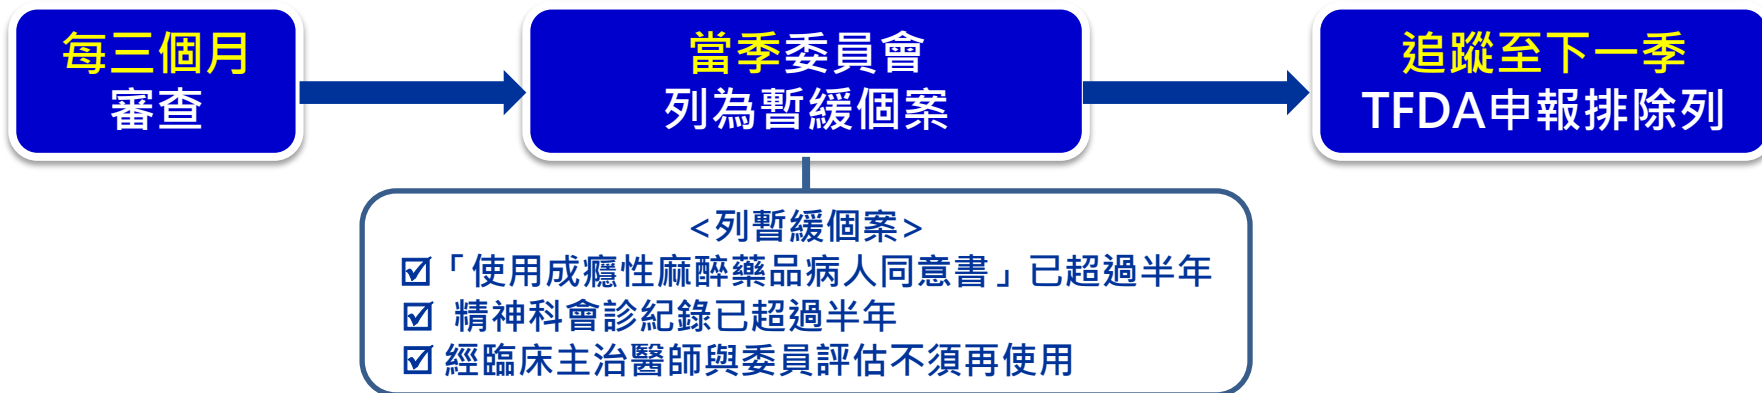 每三個月
審查
當季委員會
列為暫緩個案
追蹤至下一季
TFDA申報排除列
<列暫緩個案>
☑「使用成癮性麻醉藥品病人同意書」已超過半年
☑ 精神科會診紀錄已超過半年
☑ 經臨床主治醫師與委員評估不須再使用